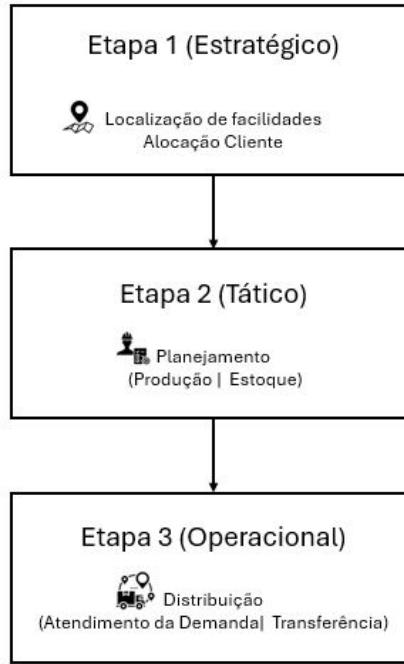 Etapa 1 (Estratégico)
Localização de facilidades
Alocação Cliente
Etapa 2 (Tático)
Planejamento
(Produção | Estoque)
Etapa 3 (Operacional)
Distribuição
(Atendimento da Demanda| Transferência)